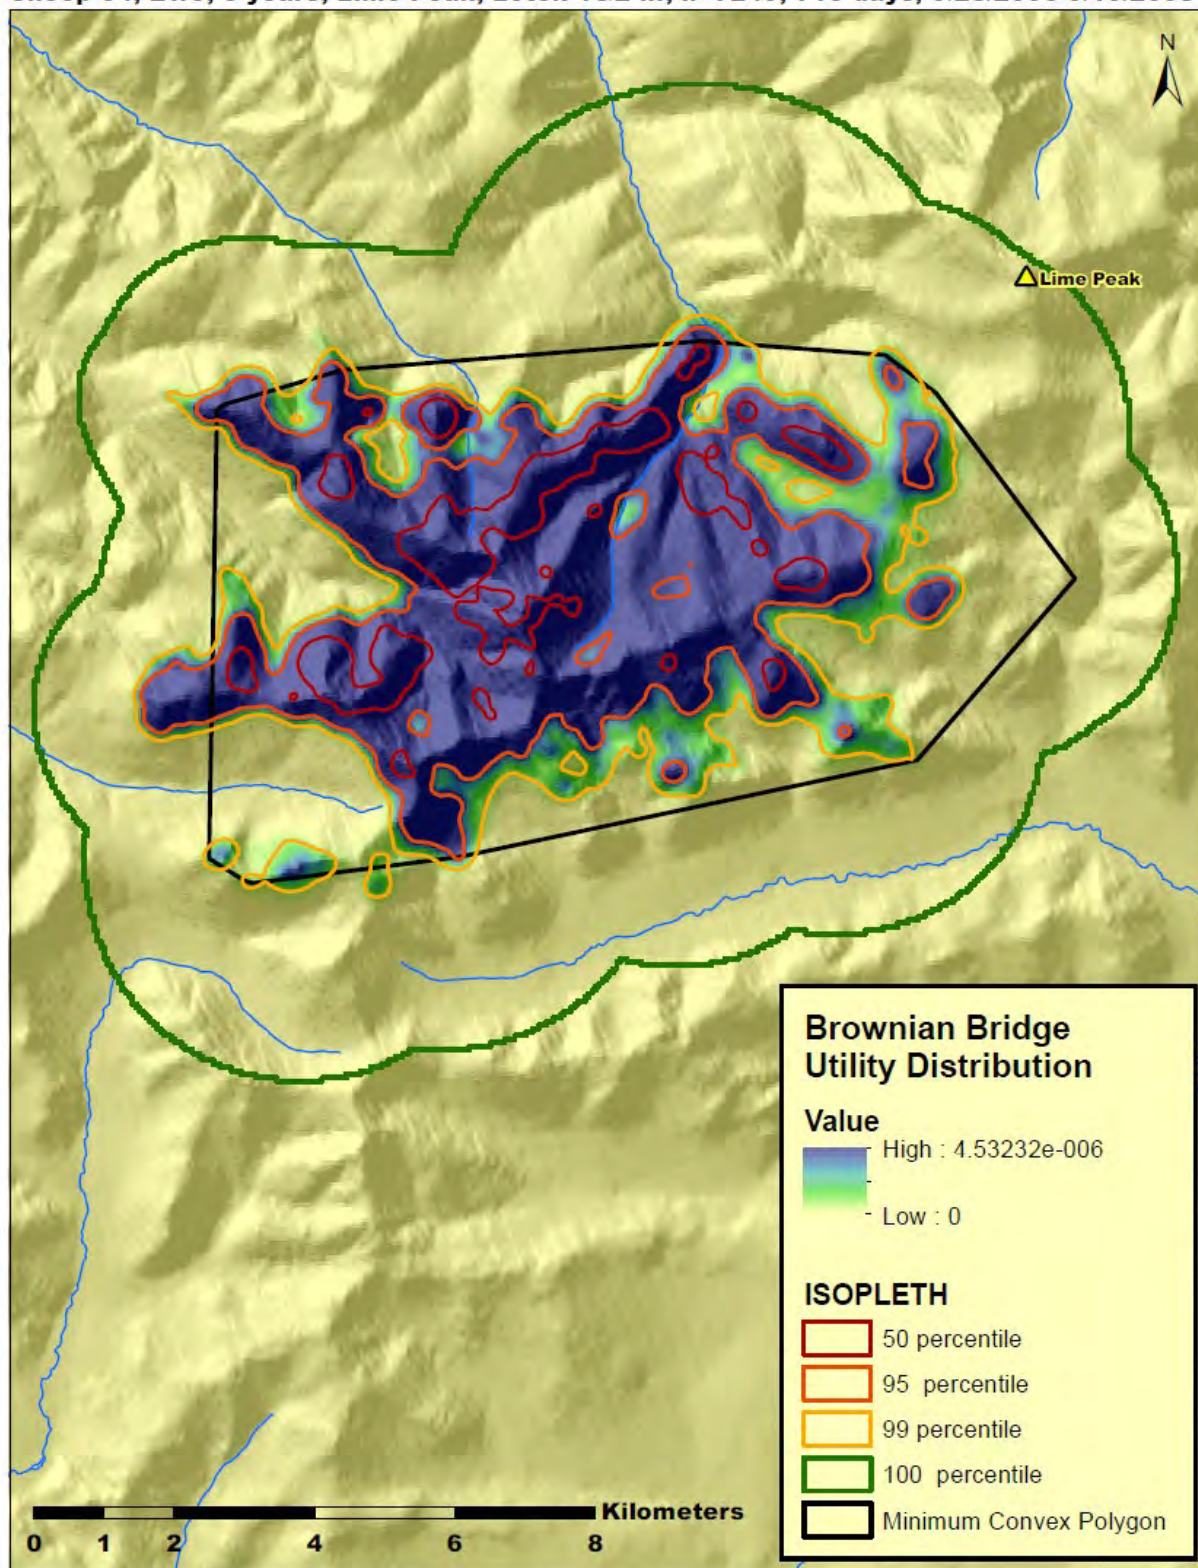 N
Lime Peak
Brownian Bridge
Utility Distribution
Value
High : 4.53232e-006
Low : 0
ISOPLETH
50 percentile
95 percentile
99 percentile
100 percentile
Minimum Convex Polygon
Kilometers
0 1 2 4 6 8